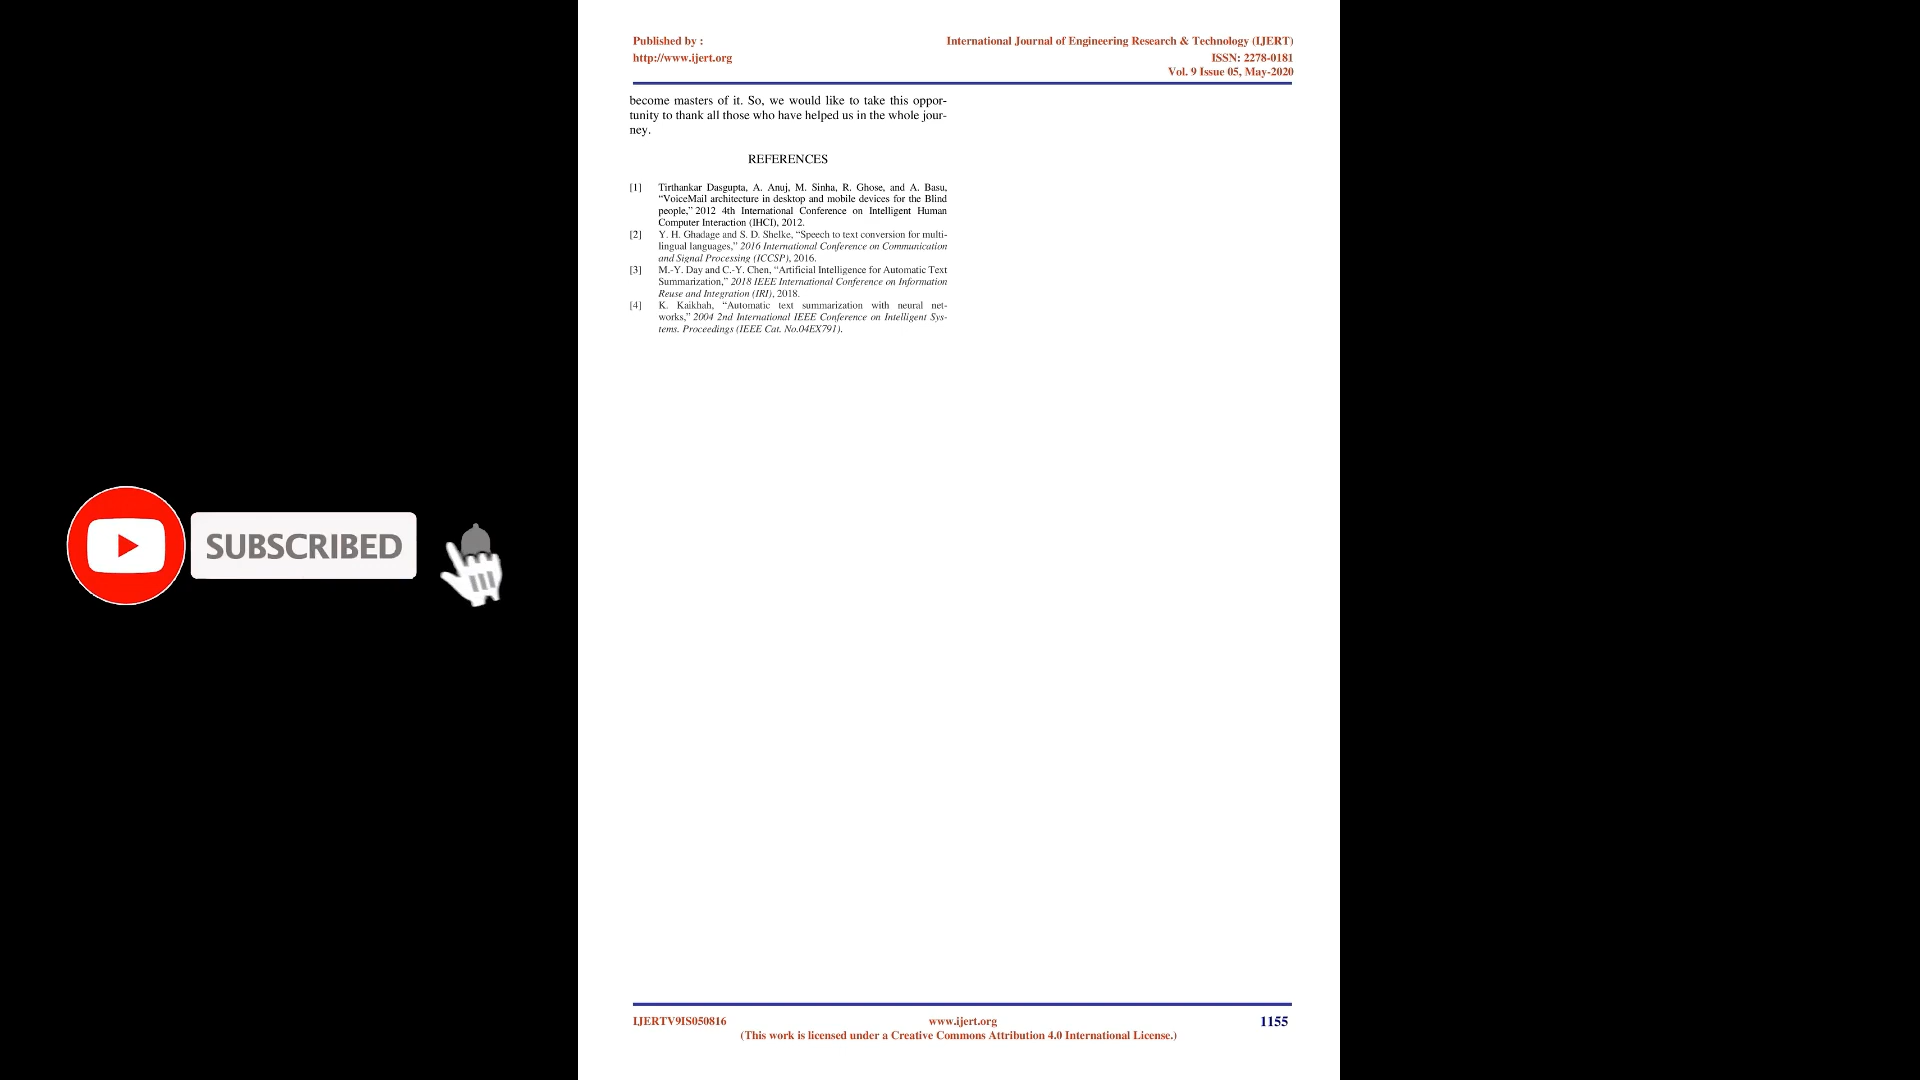 Published by :
http://www.ijert.org
International Journal of Engineering Research & Technology (IJERT)
ISSN: 2278-0181
Vol. 9 Issue 05, May-2020
become masters of it. So, we would like to take this oppor-
tunity to thank all those who have helped us in the whole jour-
ney.
REFERENCES
[1] Tirthankar Dasgupta, A. Anuj, M. Sinha, R. Ghose, and A. Basu,
“VoiceMail architecture in desktop and mobile devices for the Blind
people,” 2012 4th International Conference on Intelligent Human
Computer Interaction (IHCI), 2012.
[2] Y. H. Ghadage and S. D. Shelke, “Speech to text conversion for multi-
lingual languages,” 2016 International Conference on Communication
and Signal Processing (ICCSP), 2016.
[3] M.-Y. Day and C.-Y. Chen, “Artificial Intelligence for Automatic Text
Summarization,” 2018 IEEE International Conference on Information
Reuse and Integration (IRI), 2018.
[4] K. Kaikhah, “Automatic text summarization with neural net-
works,” 2004 2nd International IEEE Conference on Intelligent Sys-
tems. Proceedings (IEEE Cat. No.04EX791).
SUBSCRIBED
IJERTV9IS050816
www.ijert.org
1155
(This work is licensed under a Creative Commons Attribution 4.0 International License.)